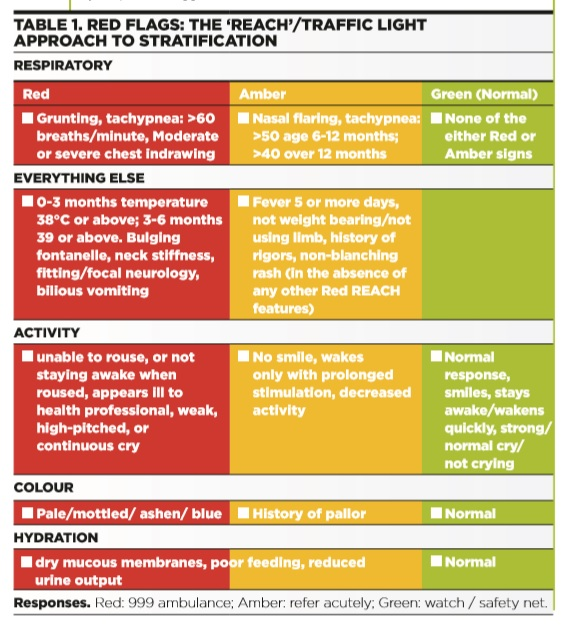 TABLE 1. RED FLAGS: THE ‘REACH’/TRAFFIC LIGHT
APPROACH TO STRATIFICATION
RESPIRATORY
Red
Amber
Green (Normal)
Grunting, tachypnea: >60
breaths/minute, Moderate
or severe chest indrawing
Nasal flaring, tachypnea:
>50 age 6-12 months;
>40 over 12 months
None of the
either Red or
Amber signs
EVERYTHING ELSE
0-3 months temperature
38°C or above; 3-6 months
39 or above. Bulging
fontanelle, neck stiffness,
fitting/focal neurology,
bilious vomiting
Fever 5 or more days,
not weight bearing/not
using limb, history of
rigors, non-blanching
rash (in the absence of
any other Red REACH
features)
ACTIVITY
unable to rouse, or not
staying awake when
roused, appears ill to
health professional, weak,
high-pitched, or
continuous cry
No smile, wakes
only with prolonged
stimulation, decreased
activity
Normal
response,
smiles, stays
awake/wakens
quickly, strong/
normal cry/
not crying
COLOUR
Pale/mottled/ ashen/ blue
History of pallor
Normal
HYDRATION
dry mucous membranes, poor feeding, reduced
urine output
Normal
Responses. Red: 999 ambulance; Amber: refer acutely; Green: watch / safety net.